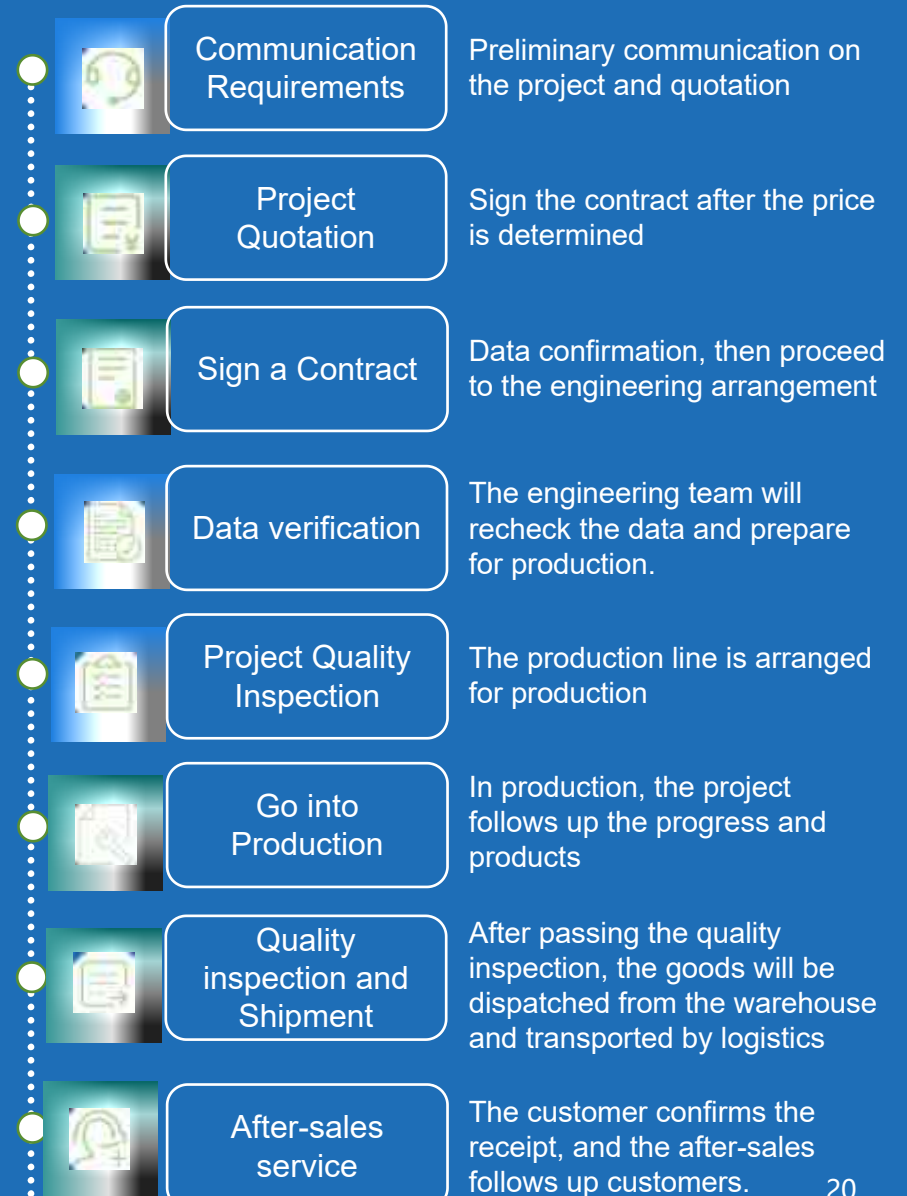 Communication
Requirements
Preliminary communication on
the project and quotation
Project
Quotation
Sign the contract after the price
is determined
Sign a Contract
Data confirmation, then proceed
to the engineering arrangement
Data verification
The engineering team will
recheck the data and prepare
for production.
Project Quality
Inspection
The production line is arranged
for production
Go into
Production
In production, the project
follows up the progress and
products
Quality
inspection and
Shipment
After passing the quality
inspection, the goods will be
dispatched from the warehouse
and transported by logistics
After-sales
service
The customer confirms the
receipt, and the after-sales
follows up customers.
20